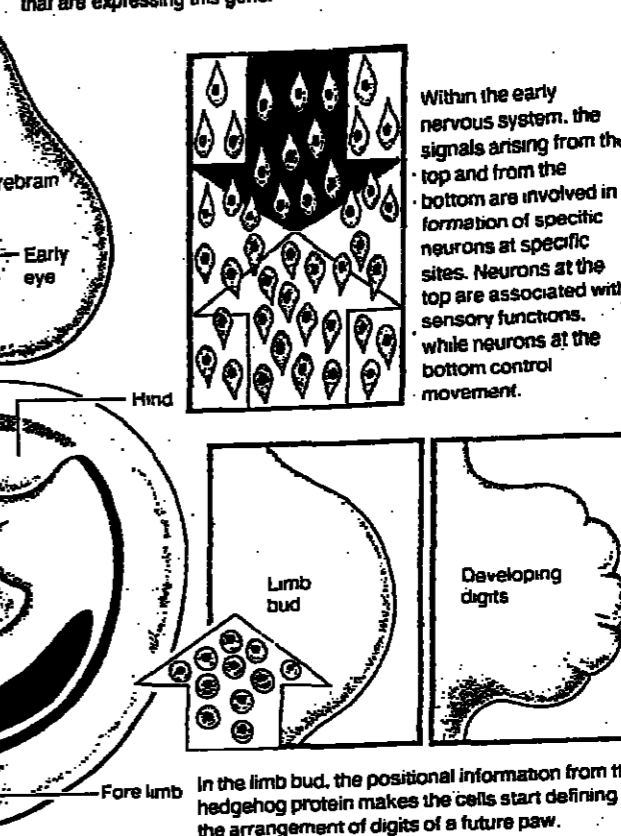 that are expressing this gene.
Within the early
nervous system, the
signals arising from the
top and from the
bottom are involved in
formation of specific
neurons at specific
sites. Neurons at the
top are associated with
sensory functions,
while neurons at the
bottom control
movement.
Early
eye
Hind
Limb
bud
Developing
digits
Fore limb
In the limb bud, the positional information from
hedgehog protein makes the cells start defining
the arrangement of digits of a future paw.